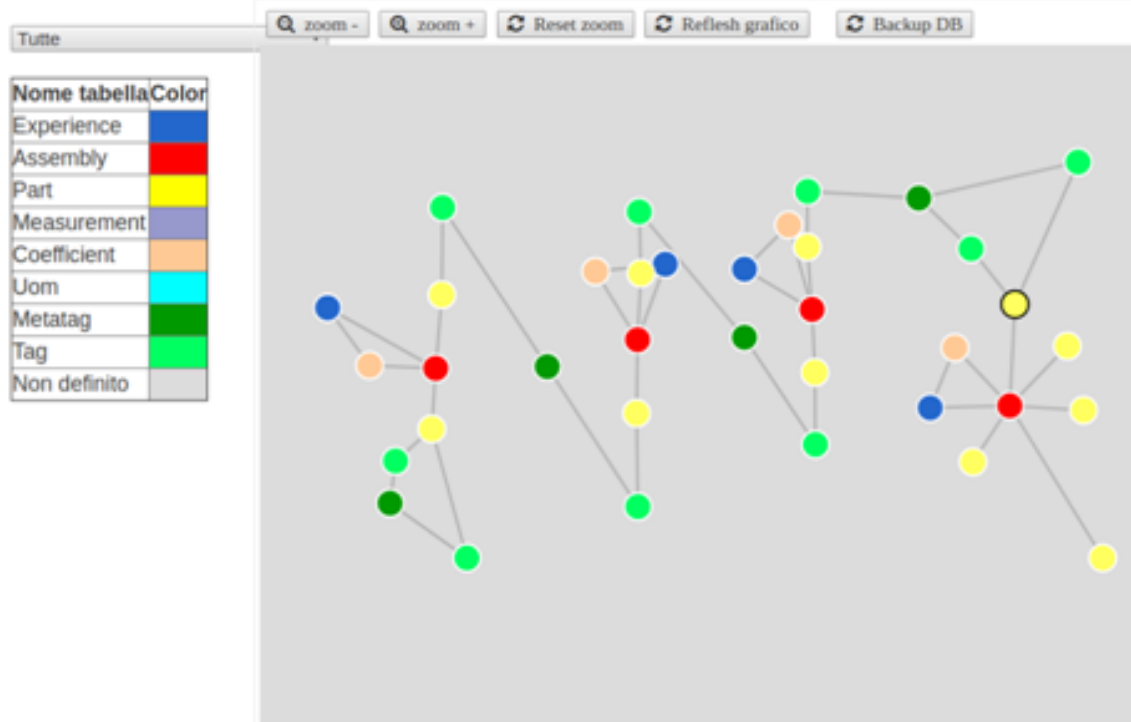 zoom - zoom + Reset zoom Reflesh grafico Backup DB
Tutte
Nome tabella Color
Experience
Assembly
Part
Measurement
Coefficient
Uom
Metatag
Tag
Non definito